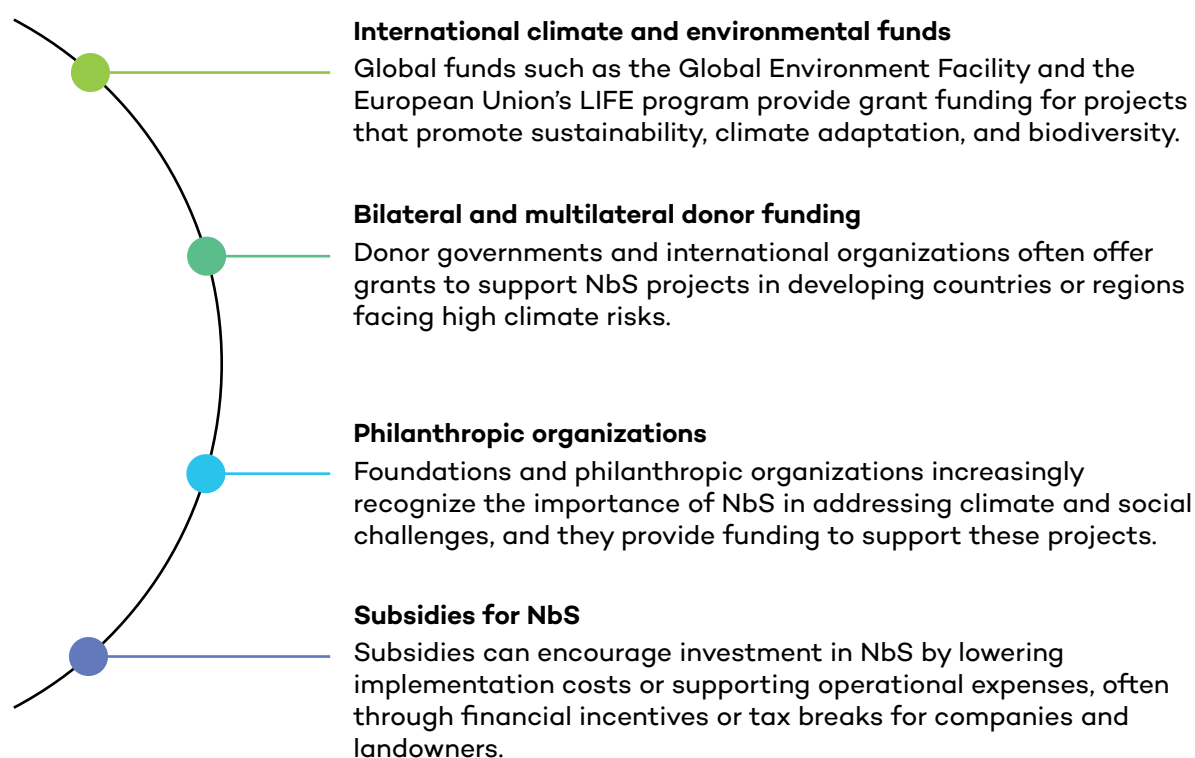 International climate and environmental funds
Global funds such as the Global Environment Facility and the
European Union’s LIFE program provide grant funding for projects
that promote sustainability, climate adaptation, and biodiversity.
Bilateral and multilateral donor funding
Donor governments and international organizations often offer
grants to support NbS projects in developing countries or regions
facing high climate risks.
Philanthropic organizations
Foundations and philanthropic organizations increasingly
recognize the importance of NbS in addressing climate and social
challenges, and they provide funding to support these projects.
Subsidies for NbS
Subsidies can encourage investment in NbS by lowering
implementation costs or supporting operational expenses, often
through financial incentives or tax breaks for companies and
landowners.